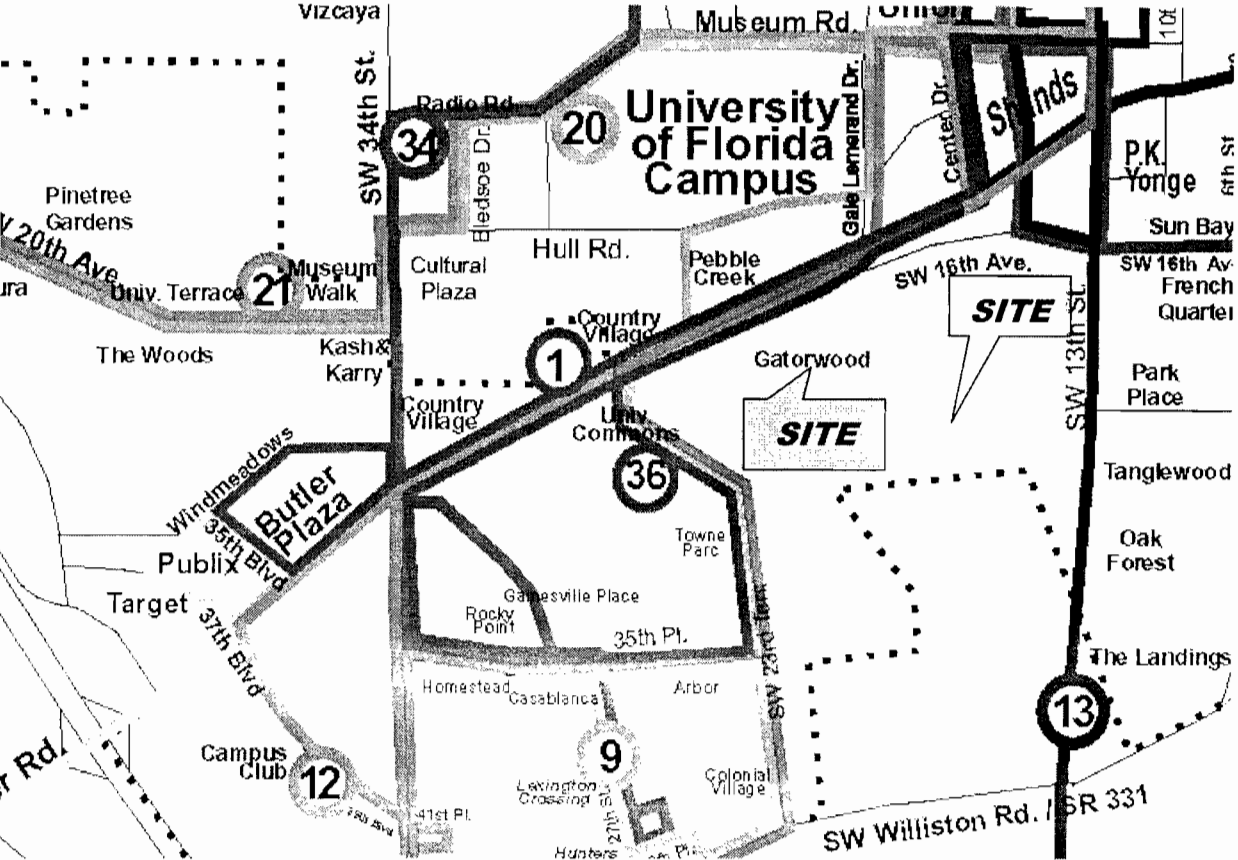 Vizcaya
Museum Rd.
Union
SW 34th St.
Radio Rd.
34
20
University
of Florida
Campus
Bledsoe Dr.
Gale Lemerand Dr.
Center Dr.
P.K.
Yonge
6th St
Pinetree
Gardens
20th Ave
Hull Rd.
Sun Bay
Museum
Walk
Univ. Terrace
21
Cultural
Plaza
Pebble
Creek
SW 16th Ave.
SW 16th Av
French
Quarter
SITE
SW 13th St.
The Woods
Kash&
Karry
Country
Village
1
Gatorwood
Park
Place
Country
Village
Univ.
Commons
SITE
36
Tanglewood
Windmeadows
Butler
Plaza
35th Blvd
Publix
Target
37th Blvd
Towne
Parc
Oak
Forest
Gainesville Place
Rocky
Point
35th Pl.
SW 23rd Terr
The Landings
Homestead
Casablanca
Arbor
13
r Rd.
Campus
Club
12
9
Lexington
Crossing
27th St
Colonial
Village
41st Pl.
Hunters
SW Williston Rd. / SR 331